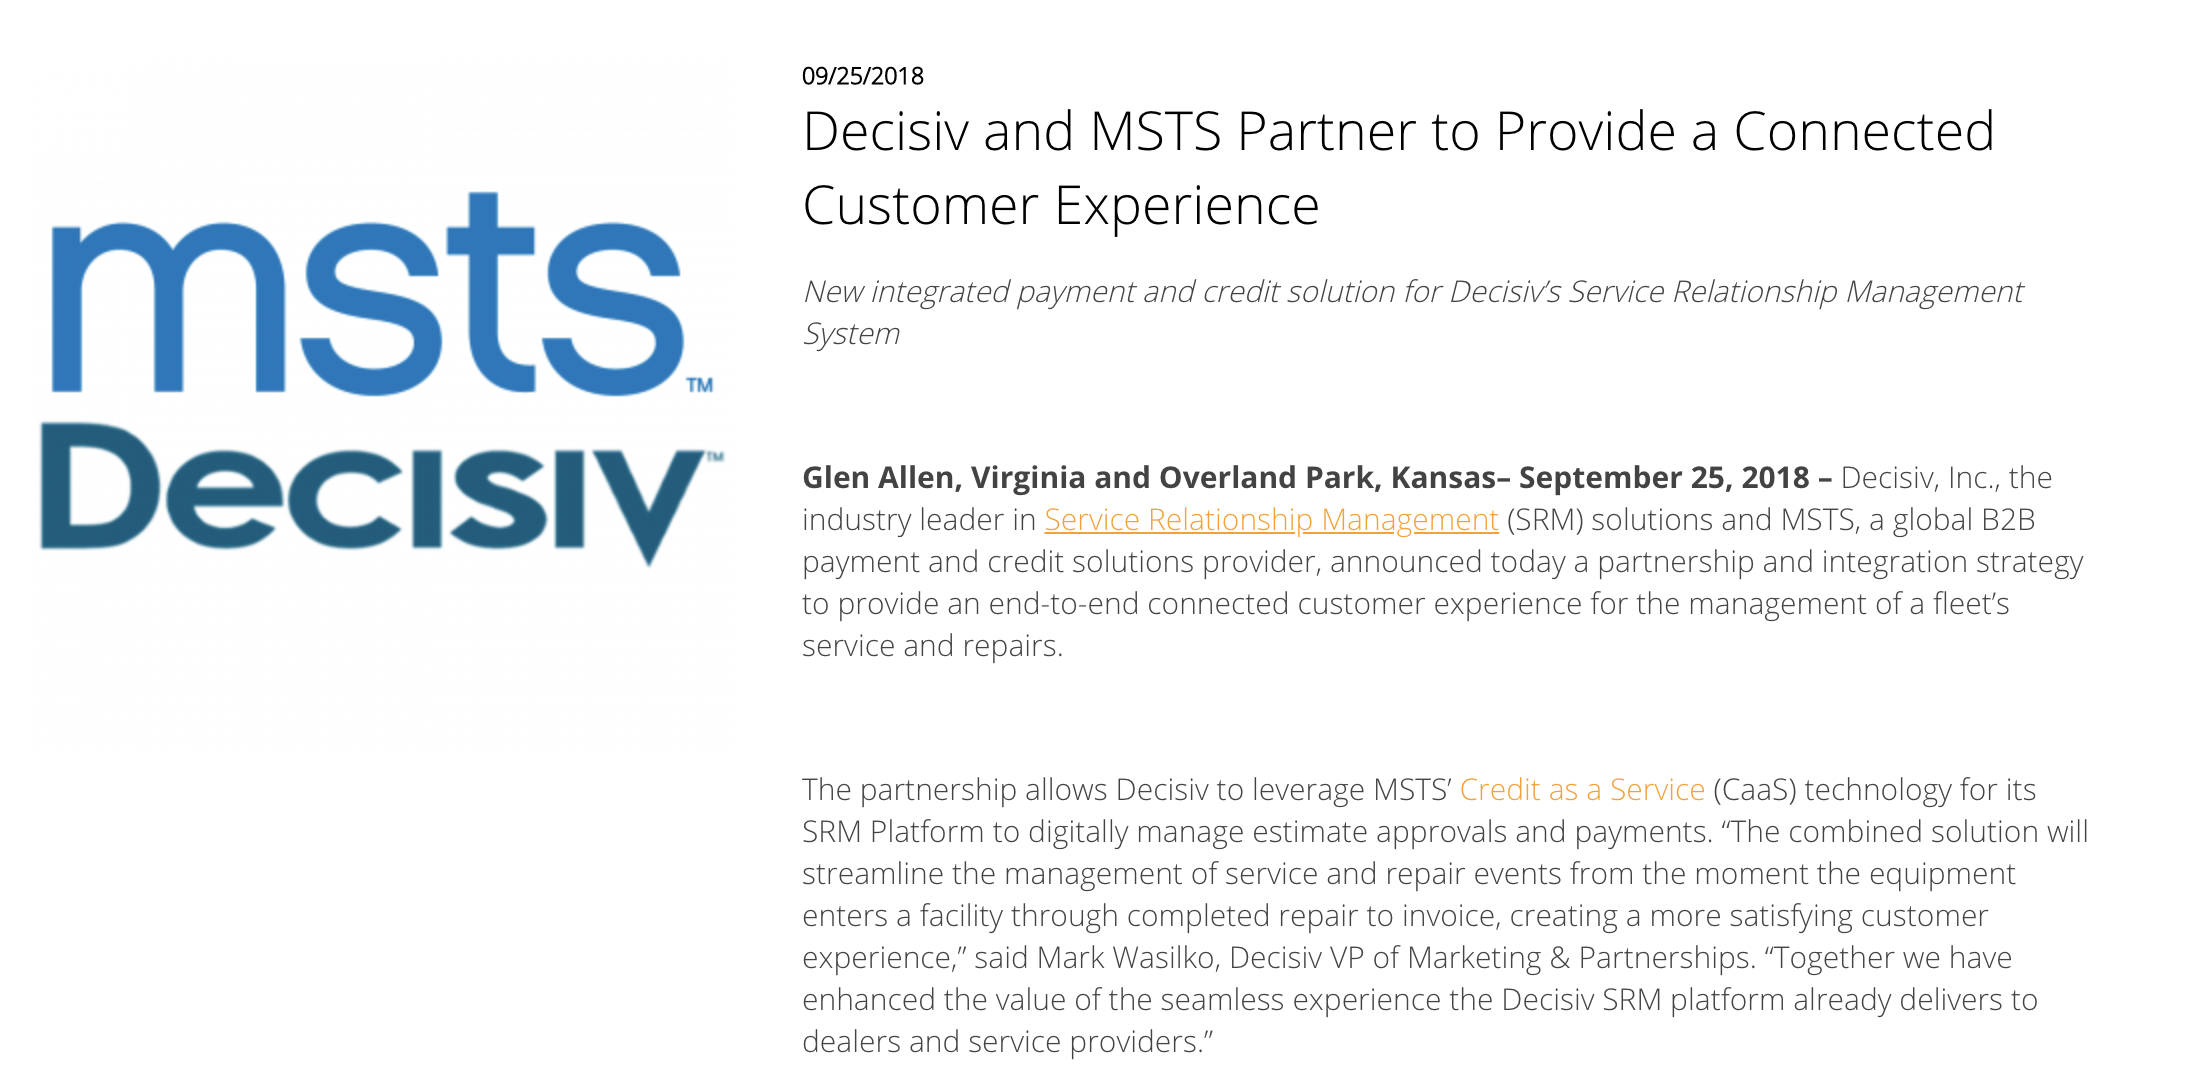 msts™
Decisiv™
09/25/2018
Decisiv and MSTS Partner to Provide a Connected
Customer Experience
New integrated payment and credit solution for Decisiv’s Service Relationship Management
System
Glen Allen, Virginia and Overland Park, Kansas– September 25, 2018 – Decisiv, Inc., the
industry leader in Service Relationship Management (SRM) solutions and MSTS, a global B2B
payment and credit solutions provider, announced today a partnership and integration strategy
to provide an end-to-end connected customer experience for the management of a fleet’s
service and repairs.
The partnership allows Decisiv to leverage MSTS’ Credit as a Service (CaaS) technology for its
SRM Platform to digitally manage estimate approvals and payments. “The combined solution will
streamline the management of service and repair events from the moment the equipment
enters a facility through completed repair to invoice, creating a more satisfying customer
experience,” said Mark Wasilko, Decisiv VP of Marketing & Partnerships. “Together we have
enhanced the value of the seamless experience the Decisiv SRM platform already delivers to
dealers and service providers.”